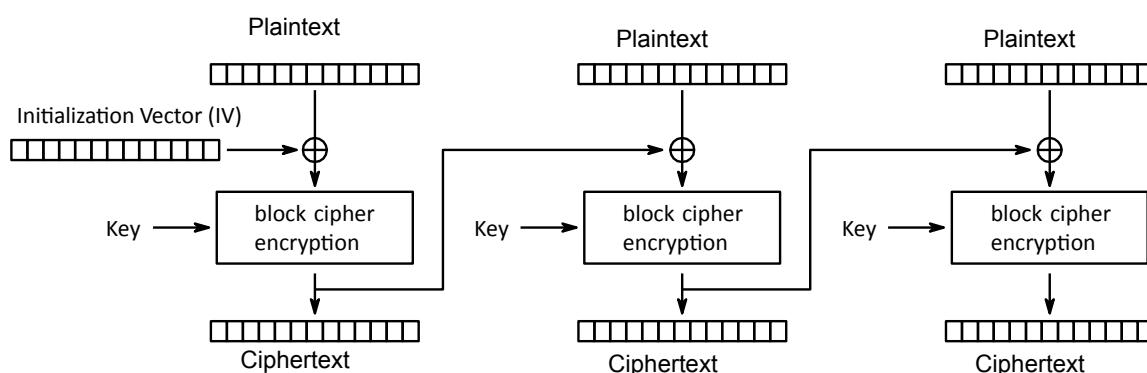 Plaintext
Plaintext
Plaintext
Initialization Vector (IV)
Key
block cipher
encryption
Key
block cipher
encryption
Key
block cipher
encryption
Ciphertext
Ciphertext
Ciphertext